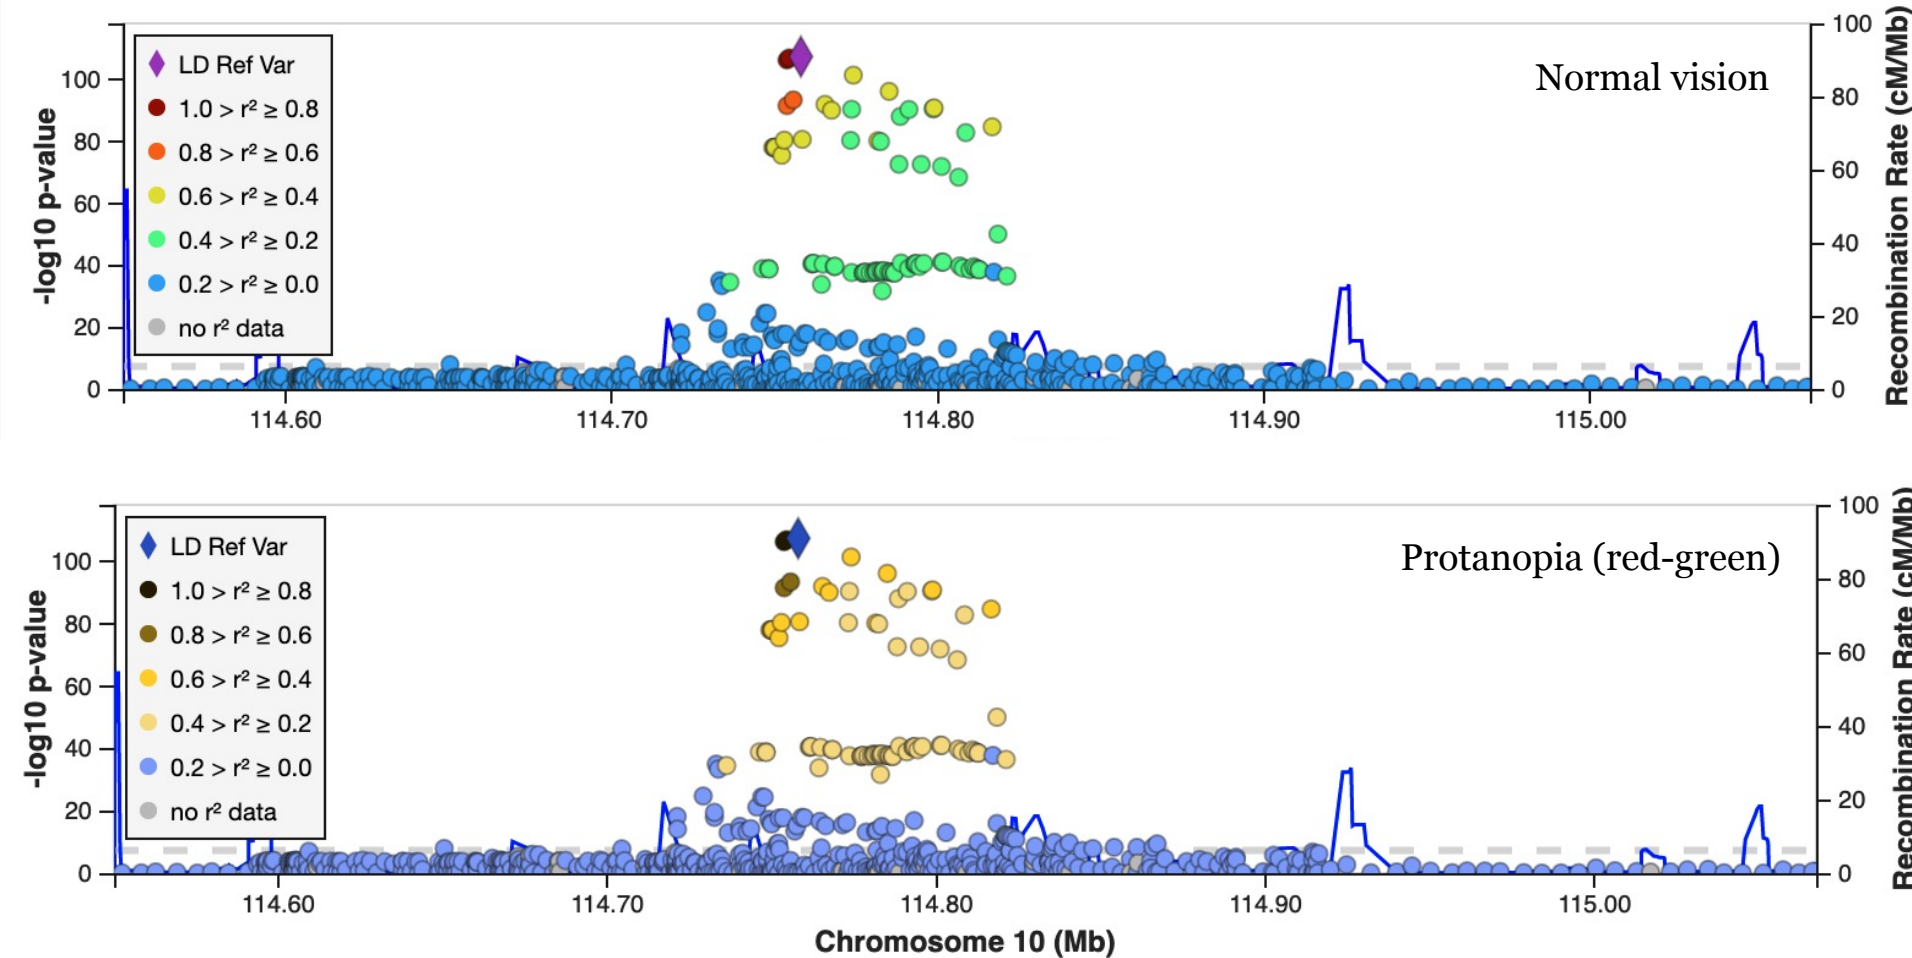 Normal vision
LD Ref Var
1.0 > r² ≥ 0.8
0.8 > r² ≥ 0.6
0.6 > r² ≥ 0.4
0.4 > r² ≥ 0.2
0.2 > r² ≥ 0.0
no r² data
-log10 p-value
100
80
60
40
20
0
Recombination Rate (cM/Mb)
100
80
60
40
20
0
114.60 114.70 114.80 114.90 115.00
Protanopia (red-green)
LD Ref Var
1.0 > r² ≥ 0.8
0.8 > r² ≥ 0.6
0.6 > r² ≥ 0.4
0.4 > r² ≥ 0.2
0.2 > r² ≥ 0.0
no r² data
-log10 p-value
100
80
60
40
20
0
Recombination Rate (cM/Mb)
100
80
60
40
20
0
114.60 114.70 114.80 114.90 115.00
Chromosome 10 (Mb)